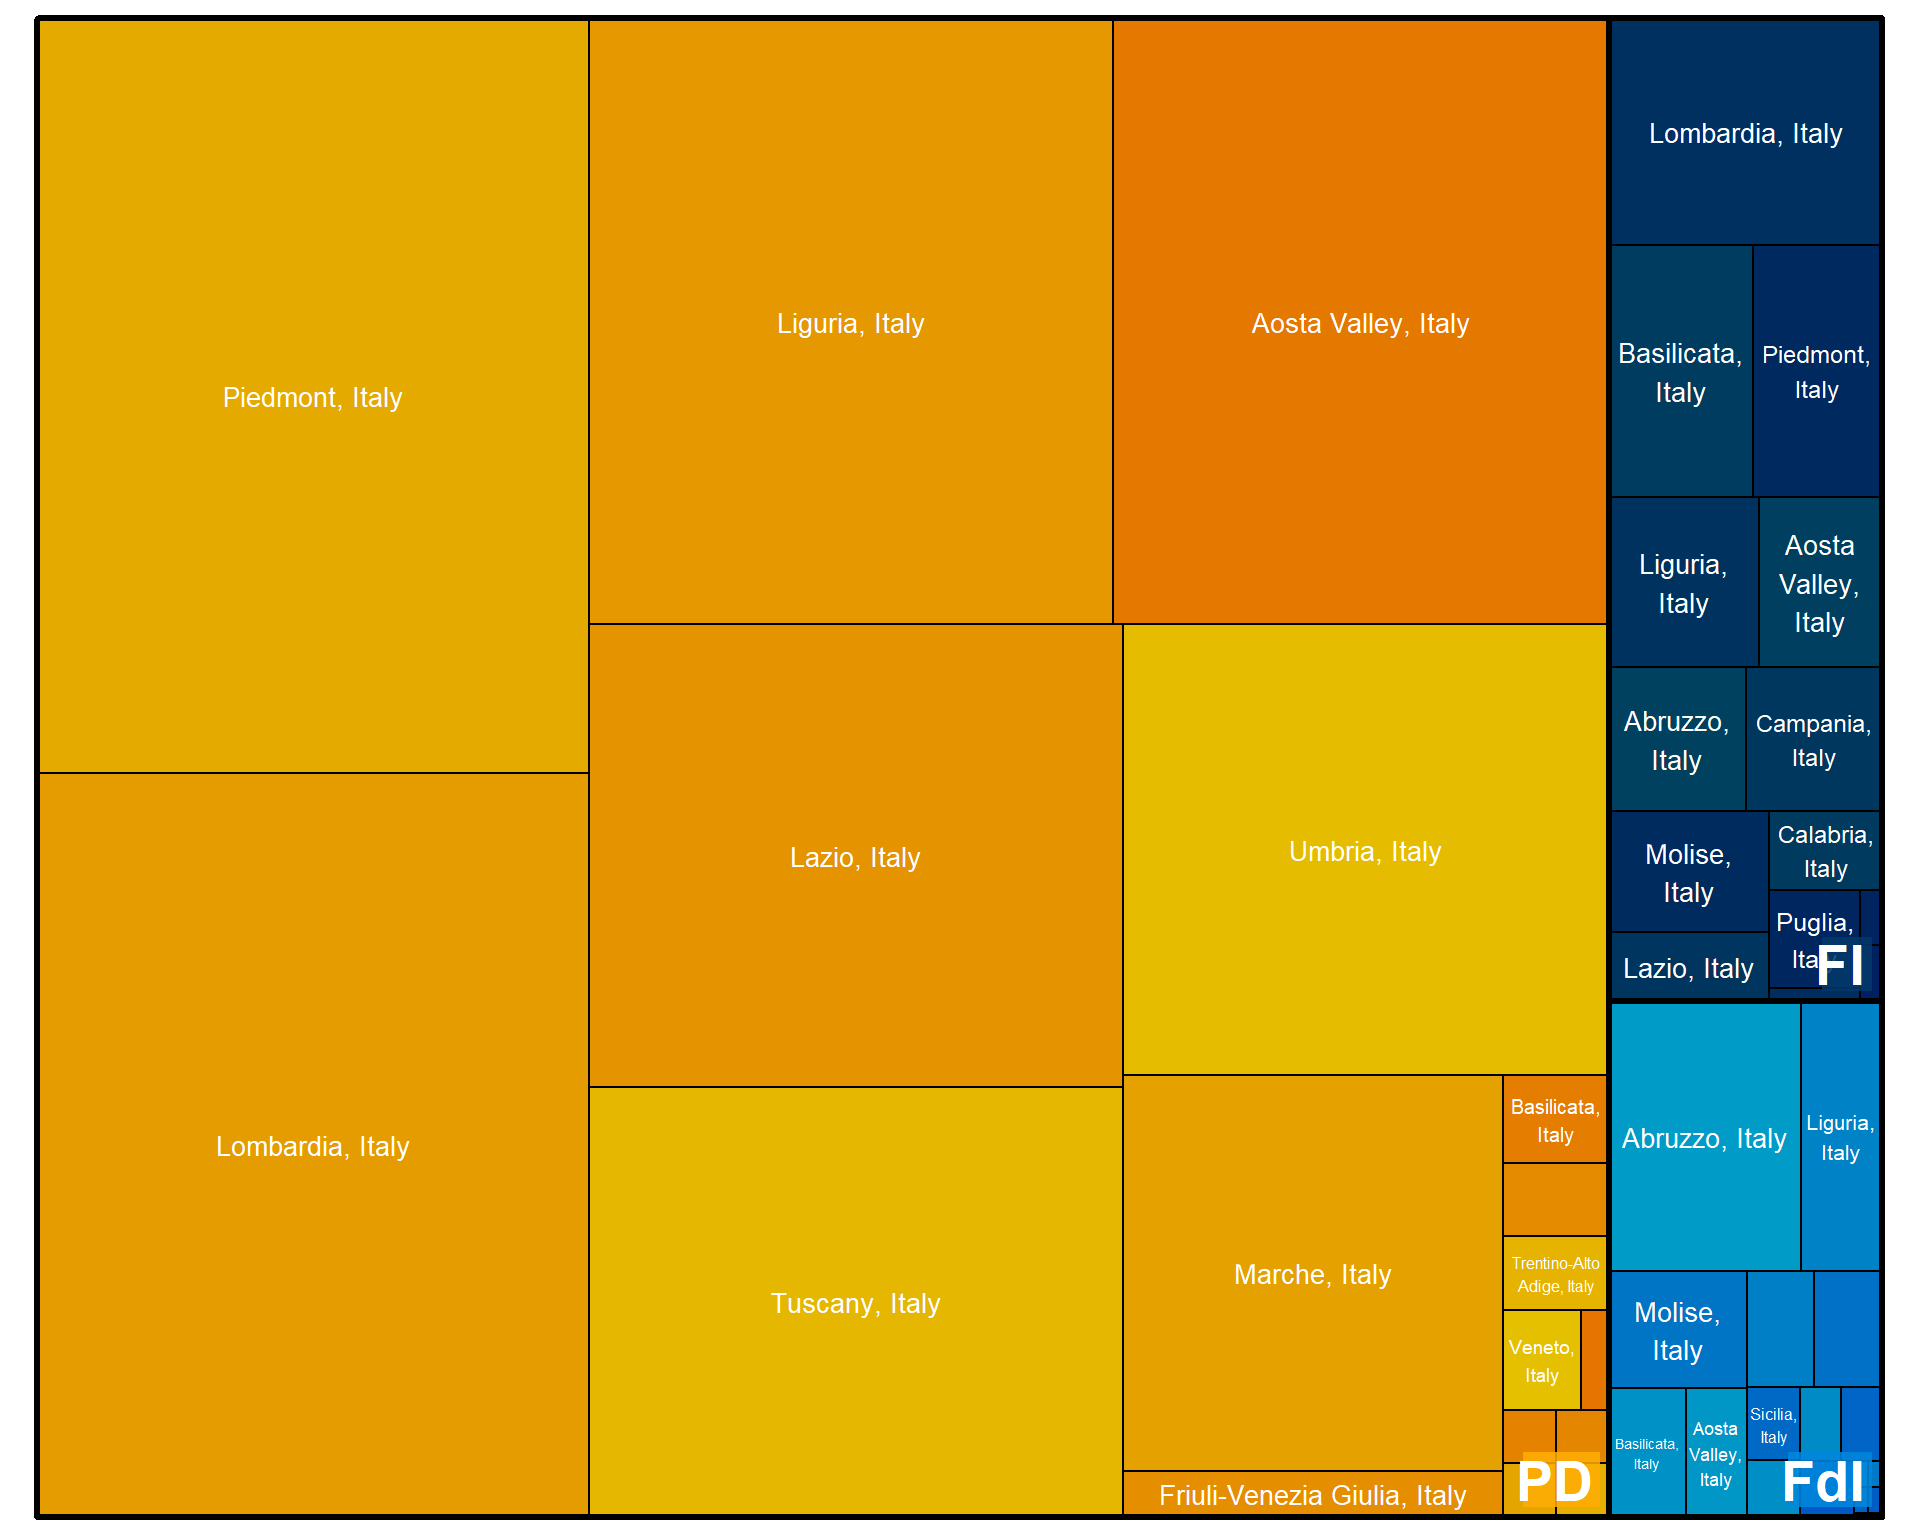 Piedmont, Italy
Lombardia, Italy
Liguria, Italy
Aosta Valley, Italy
Lazio, Italy
Umbria, Italy
Tuscany, Italy
Marche, Italy
Friuli-Venezia Giulia, Italy
Basilicata,
Italy
Trentino-Alto
Adige, Italy
Veneto,
Italy
PD
Lombardia, Italy
Basilicata,
Italy
Piedmont,
Italy
Liguria,
Italy
Aosta
Valley,
Italy
Abruzzo,
Italy
Campania,
Italy
Molise,
Italy
Calabria,
Italy
Puglia,
Italy
Lazio, Italy
FI
Abruzzo, Italy
Liguria,
Italy
Molise,
Italy
Basilicata,
Italy
Aosta
Valley,
Italy
Sicilia,
Italy
FdI